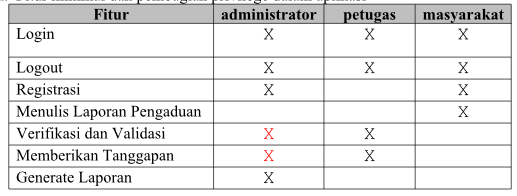 Fitur administrator petugas masyarakat
Login X X X
Logout X X X
Registrasi X X
Menulis Laporan Pengaduan X
Verifikasi dan Validasi X X
Memberikan Tanggapan X X
Generate Laporan X